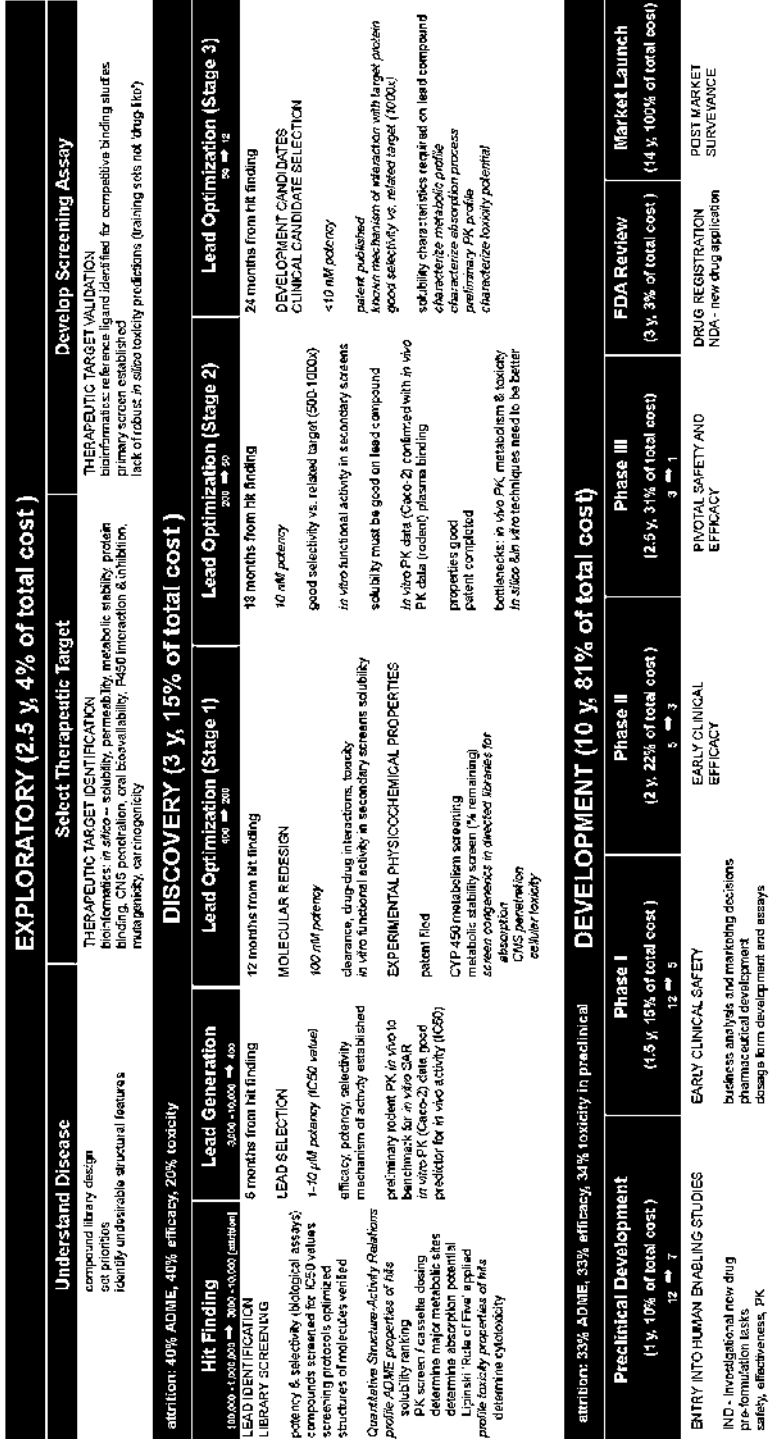 EXPLORATORY (2.5 y, 4% of total cost )
Understand Disease
compound library design
set priorities
identify undesirable structural features
Select Therapeutic Target
THERAPEUTIC TARGET IDENTIFICATION
bioinformatics: in silico – solubility, permeability, metabolic stability, protein
binding, CNS penetration, oral bioavailability, P450 interaction & inhibition,
mutagenicity, carcinogenicity
Develop Screening Assay
THERAPEUTIC TARGET VALIDATION
bioinformatics: reference ligand identified for competitive binding studies
primary screen established
lack of robust in silico toxicity predictions (training sets not 'drug-like')
DISCOVERY (3 y, 15% of total cost )
attrition: 40% ADME, 40% efficacy, 20% toxicity
Hit Finding
100,000 -1,000,000 ➡ 3000 -10,000 [attrition]
LEAD IDENTIFICATION
LIBRARY SCREENING
potency & selectivity (biological assays)
compounds screened for IC50 values
screening protocols optimized
structures of molecules verified
Quantitative Structure-Activity Relations
profile ADME properties of hits
solubility ranking
PK screen / cassette dosing
determine major metabolic sites
determine absorption potential
Lipinski 'Rule of Five' applied
profile toxicity properties of hits
determine cytotoxicity
Lead Generation
3,000 -10,000 ➡ 400
6 months from hit finding
LEAD SELECTION
1–10 µM potency (IC50 value)
efficacy, potency, selectivity
mechanism of activity established
preliminary rodent PK in vivo to
benchmark for in vitro SAR
in vitro PK (Caco-2) data good
predictor for in vivo activity (IC50)
Lead Optimization (Stage 1)
400 ➡ 200
12 months from hit finding
MOLECULAR REDESIGN
100 nM potency
clearance, drug-drug interactions, toxicity
in vitro functional activity in secondary screens solubility
EXPERIMENTAL PHYSIOCOCHEMICAL PROPERTIES
patent filed
CYP 450 metabolism screening
metabolic stability screen (% remaining)
screen congenerics in directed libraries for
absorption
CNS penetration
cellular toxicity
Lead Optimization (Stage 2)
200 ➡ 50
18 months from hit finding
10 nM potency
good selectivity vs. related target (500-1000x)
in vitro functional activity in secondary screens
solubility must be good on lead compound
in vitro PK data (Caco-2) confirmed with in vivo
PK data (rodent) plasma binding
properties good
patent completed
bottlenecks: in vivo PK, metabolism & toxicity
in silico & in vitro techniques need to be better
Lead Optimization (Stage 3)
50 ➡ 12
24 months from hit finding
DEVELOPMENT CANDIDATES
CLINICAL CANDIDATE SELECTION
<10 nM potency
patent published
known mechanism of interaction with target protein
good selectivity vs. related target (1000x)
solubility characteristics required on lead compound
characterize metabolic profile
characterize absorption process
preliminary PK profile
characterize toxicity potential
DEVELOPMENT (10 y, 81% of total cost)
attrition: 33% ADME, 33% efficacy, 34% toxicity in preclinical
Preclinical Development
(1 y, 10% of total cost )
12 ➡ 7
ENTRY INTO HUMAN ENABLING STUDIES
IND - Investigational new drug
pre-formulation tasks
safety, effectiveness, PK
Phase I
(1.5 y, 15% of total cost )
12 ➡ 5
EARLY CLINICAL SAFETY
business analysis and marketing decisions
pharmaceutical development
dosage form development and assays
Phase II
(2 y, 22% of total cost )
5 ➡ 3
EARLY CLINICAL
EFFICACY
Phase III
(2.5 y, 31% of total cost)
3 ➡ 1
PIVOTAL SAFETY AND
EFFICACY
FDA Review
(3 y, 3% of total cost )
DRUG REGISTRATION
NDA - new drug application
Market Launch
(14 y, 100% of total cost )
POST MARKET
SURVEYANCE